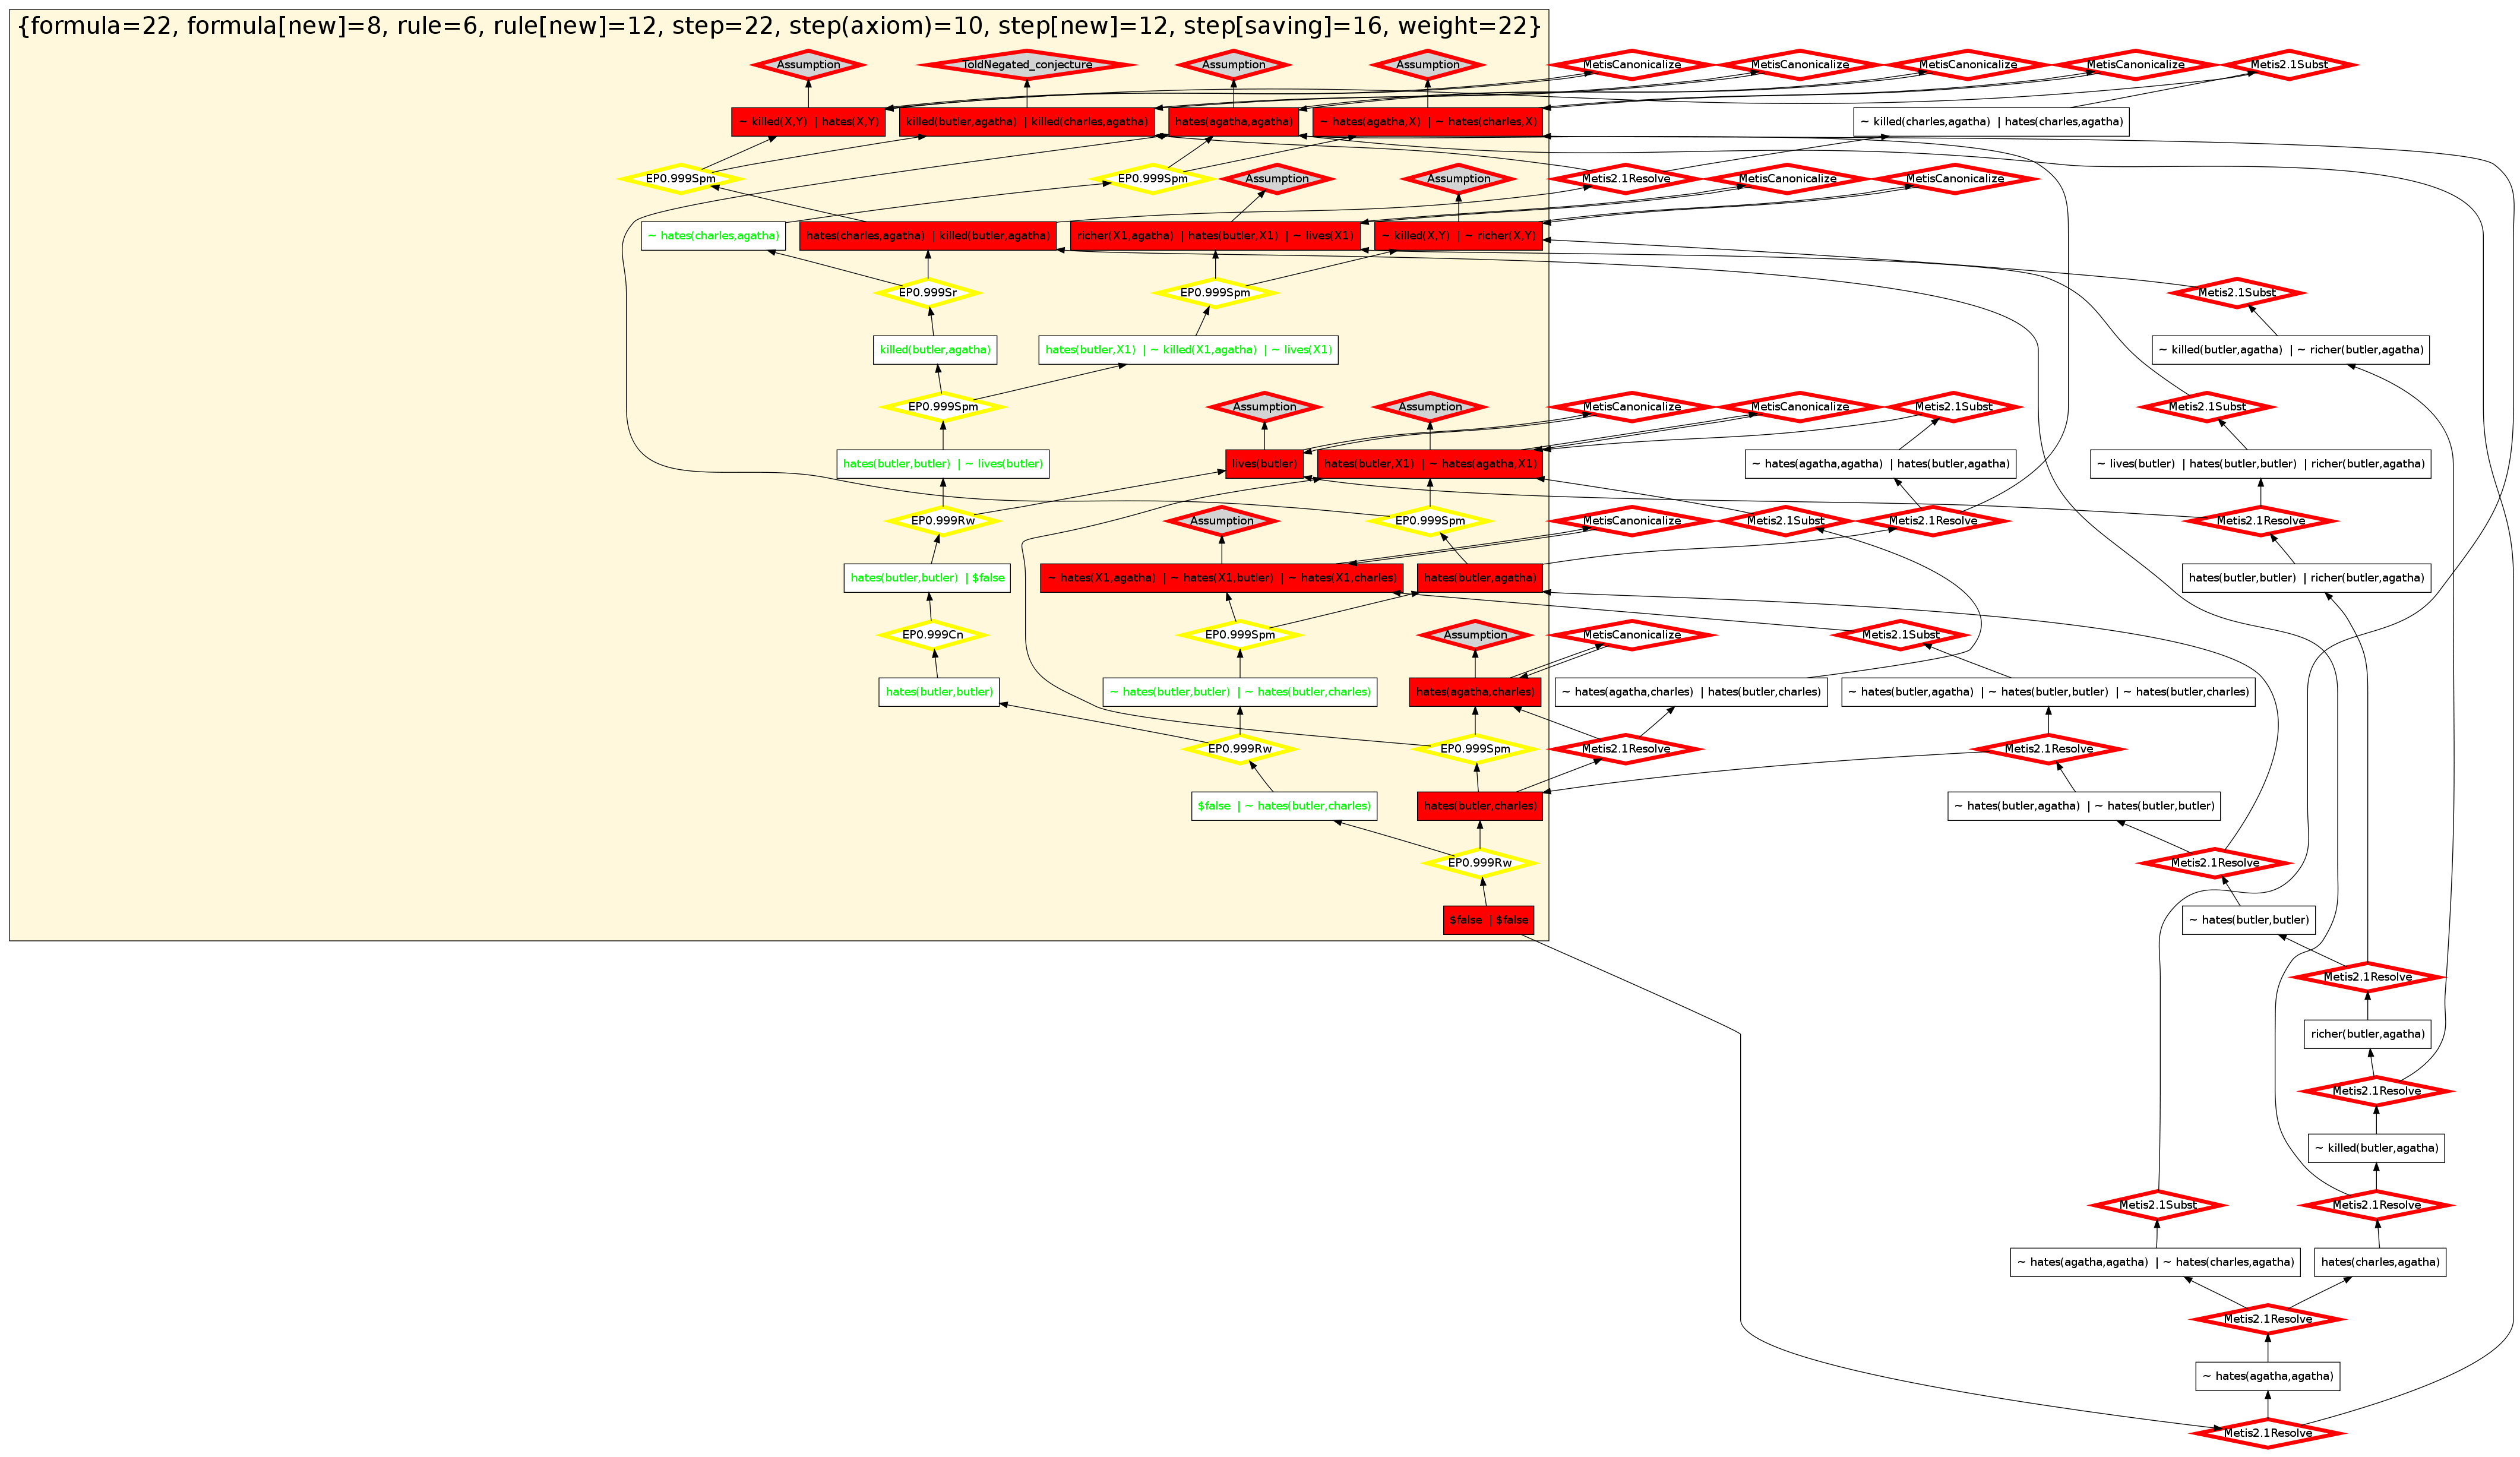 {formula=22, formula[new]=8, rule=6, rule[new]=12, step=22, step(axiom)=10, step[new]=12, step[saving]=16, weight=22}
Assumption
ToldNegated_conjecture
Assumption
Assumption
MetisCanonicalize
MetisCanonicalize
MetisCanonicalize
MetisCanonicalize
Metis2.1Subst
~ killed(X,Y) | hates(X,Y)
killed(butler,agatha) | killed(charles,agatha)
hates(agatha,agatha)
~ hates(agatha,X) | ~ hates(charles,X)
~ killed(charles,agatha) | hates(charles,agatha)
EP0.999Spm
EP0.999Spm
Assumption
Assumption
Metis2.1Resolve
MetisCanonicalize
MetisCanonicalize
~ hates(charles,agatha)
hates(charles,agatha) | killed(butler,agatha)
richer(X1,agatha) | hates(butler,X1) | ~ lives(X1)
~ killed(X,Y) | ~ richer(X,Y)
EP0.999Sr
EP0.999Spm
Metis2.1Subst
killed(butler,agatha)
hates(butler,X1) | ~ killed(X1,agatha) | ~ lives(X1)
~ killed(butler,agatha) | ~ richer(butler,agatha)
EP0.999Spm
Assumption
Assumption
MetisCanonicalize
MetisCanonicalize
Metis2.1Subst
Metis2.1Subst
hates(butler,butler) | ~ lives(butler)
lives(butler)
hates(butler,X1) | ~ hates(agatha,X1)
~ hates(agatha,agatha) | hates(butler,agatha)
~ lives(butler) | hates(butler,butler) | richer(butler,agatha)
EP0.999Rw
Assumption
EP0.999Spm
MetisCanonicalize
Metis2.1Subst
Metis2.1Resolve
Metis2.1Resolve
hates(butler,butler) | $false
~ hates(X1,agatha) | ~ hates(X1,butler) | ~ hates(X1,charles)
hates(butler,agatha)
hates(butler,butler) | richer(butler,agatha)
EP0.999Cn
EP0.999Spm
Assumption
MetisCanonicalize
Metis2.1Subst
hates(butler,butler)
~ hates(butler,butler) | ~ hates(butler,charles)
hates(agatha,charles)
~ hates(agatha,charles) | hates(butler,charles)
~ hates(butler,agatha) | ~ hates(butler,butler) | ~ hates(butler,charles)
EP0.999Rw
EP0.999Spm
Metis2.1Resolve
Metis2.1Resolve
$false | ~ hates(butler,charles)
hates(butler,charles)
~ hates(butler,agatha) | ~ hates(butler,butler)
EP0.999Rw
Metis2.1Resolve
$false | $false
~ hates(butler,butler)
Metis2.1Resolve
richer(butler,agatha)
Metis2.1Resolve
~ killed(butler,agatha)
Metis2.1Subst
Metis2.1Resolve
~ hates(agatha,agatha) | ~ hates(charles,agatha)
hates(charles,agatha)
Metis2.1Resolve
~ hates(agatha,agatha)
Metis2.1Resolve